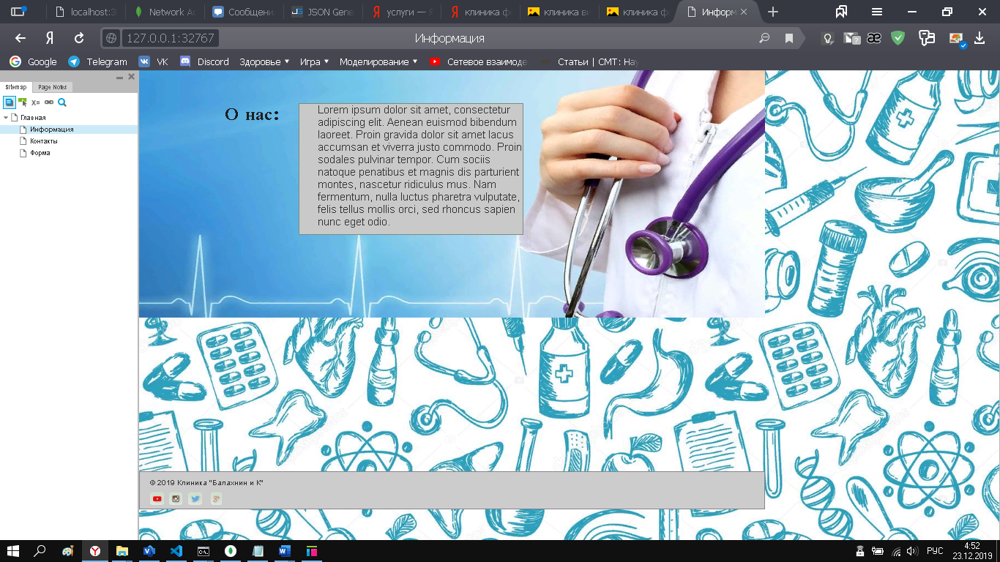 localhost:3
Network Ac
Сообщени
JSON Gene
услуги — Я
клиника ф
клиника ви
клиника ф
Информ
127.0.0.1:32767
Информация
Google
Telegram
VK
Discord
Здоровье
Игра
Моделирование
Сетевое взаимоде
Статьи | СМТ: Нау
Sitemap
Page Notes
X=
Главная
Информация
Контакты
Форма
О нас:
Lorem ipsum dolor sit amet, consectetur
adipiscing elit. Aenean euismod bibendum
laoreet. Proin gravida dolor sit amet lacus
accumsan et viverra justo commodo. Proin
sodales pulvinar tempor. Cum sociis
natoque penatibus et magnis dis parturient
montes, nascetur ridiculus mus. Nam
fermentum, nulla luctus pharetra vulputate,
felis tellus mollis orci, sed rhoncus sapien
nunc eget odio.
© 2019 Клиника "Балахнин и К"
РУС
4:52
23.12.2019